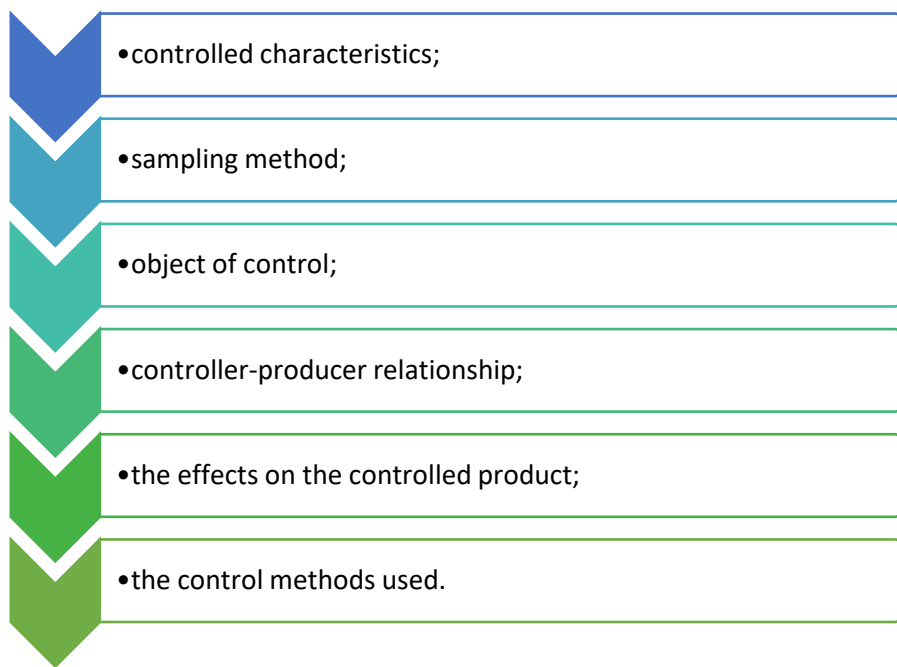 •controlled characteristics;
•sampling method;
•object of control;
•controller-producer relationship;
•the effects on the controlled product;
•the control methods used.